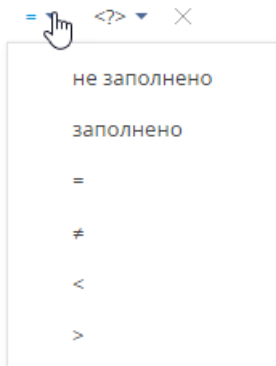 = <?>
не заполнено
заполнено
=
≠
<
>